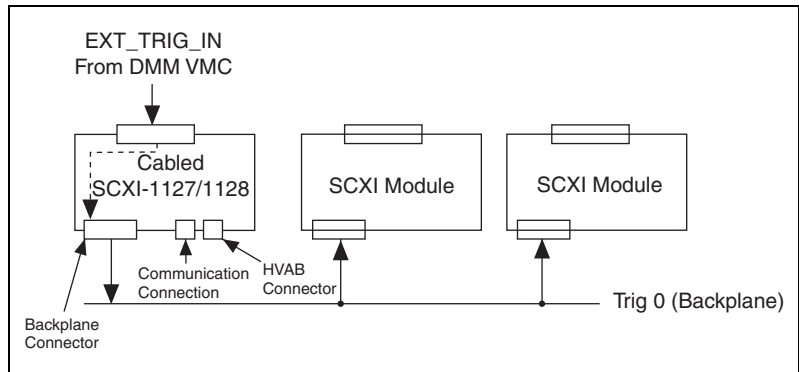 EXT_TRIG_IN
From DMM VMC
Cabled
SCXI-1127/1128
SCXI Module
SCXI Module
Communication
Connection
HVAB
Connector
Trig 0 (Backplane)
Backplane
Connector